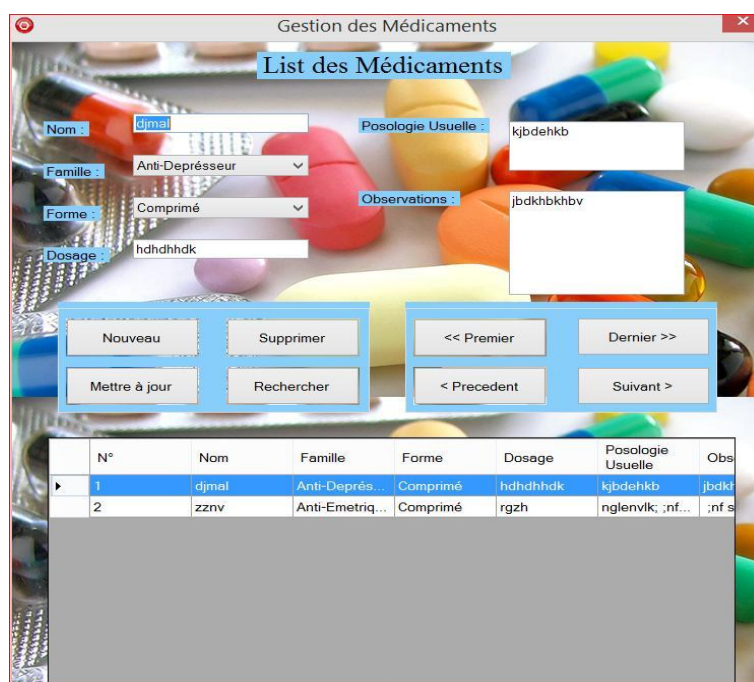 Gestion des Médicaments
List des Médicaments
Nom :
djmal
Posologie Usuelle :
kjbdehkb
Famille :
Anti-Deprésseur
Forme :
Comprimé
Observations :
jbdkhbkhbv
Dosage :
hdhdhhdk
Nouveau
Supprimer
<< Premier
Dernier >>
Mettre à jour
Rechercher
< Precedent
Suivant >
N° Nom Famille Forme Dosage Posologie Usuelle Obs
1 djmal Anti-Deprés... Comprimé hdhdhhdk kjbdehkb jbdkh
2 zznv Anti-Emetriq... Comprimé rgzh nglenvlk; ;nf... ;nf s